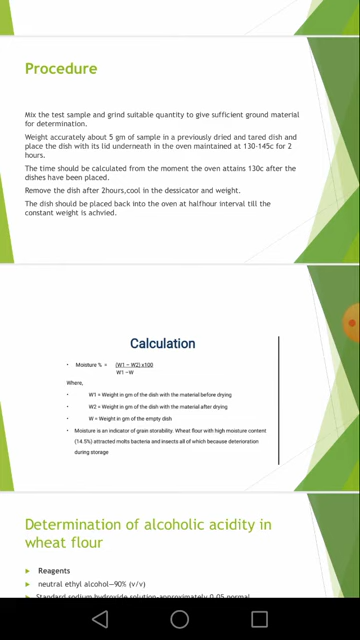 Procedure
Mix the test sample and grind suitable quantity to give sufficient ground material
for determination.
Weight accurately about 5 gm of sample in a previously dried and tared dish and
place the dish with its lid underneath in the oven maintained at 130-145c for 2
hours.
The time should be calculated from the moment the oven attains 130c after the
dishes have been placed.
Remove the dish after 2hours,cool in the dessicator and weight.
The dish should be placed back into the oven at halfhour interval till the
constant weight is achvied.
Calculation
• Moisture % = (W1 – W2) x100
W1 –W
Where,
• W1 = Weight in gm of the dish with the material before drying
• W2 = Weight in gm of the dish with the material after drying
• W = Weight in gm of the empty dish
• Moisture is an indicator of grain storability. Wheat flour with high moisture content
(14.5%) attracted molts bacteria and insects all of which because deterioration
during storage
Determination of alcoholic acidity in
wheat flour
Reagents
neutral ethyl alcohol—90% (v/v)
Standard sodium hydroxide solution-approximately 0.05 normal